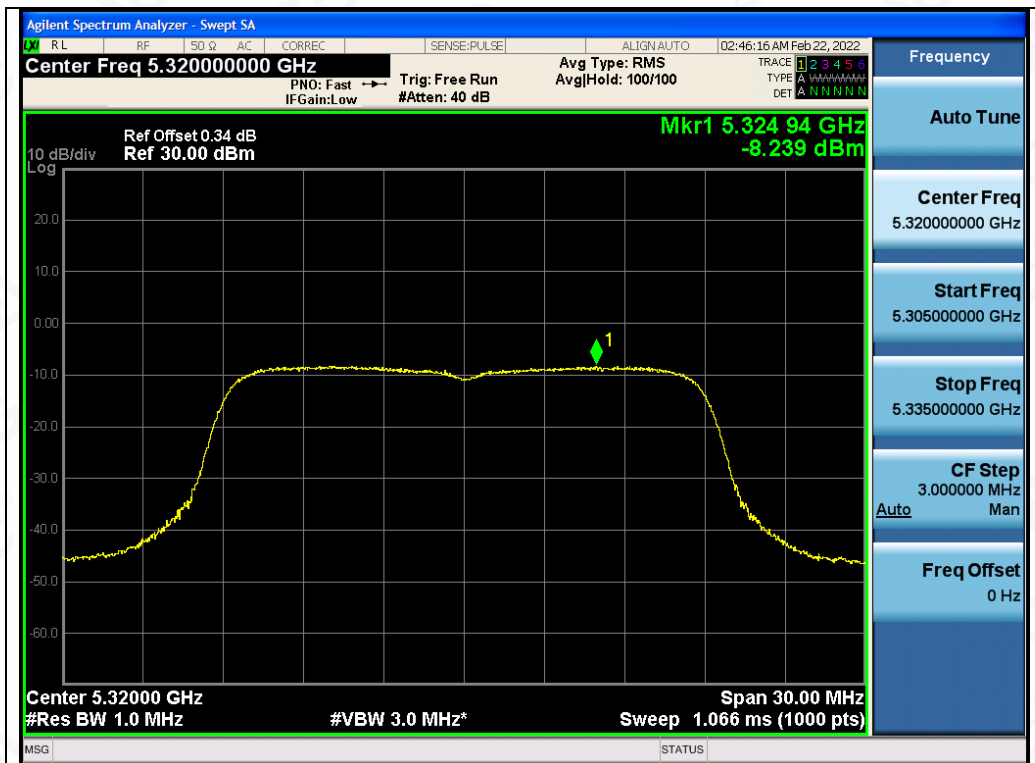 Agilent Spectrum Analyzer - Swept SA
LXI RL RF 50 Ω AC CORREC SENSE:PULSE ALIGN AUTO 02:46:16 AM Feb 22, 2022
Center Freq 5.320000000 GHz
PNO: Fast
IFGain:Low
Trig: Free Run
#Atten: 40 dB
Avg Type: RMS
Avg|Hold: 100/100
TRACE 1 2 3 4 5 6
TYPE A WWWWW
DET A N N N N N
Ref Offset 0.34 dB
10 dB/div Ref 30.00 dBm
Log
Mkr1 5.324 94 GHz
-8.239 dBm
20.0
10.0
0.00
1
-10.0
-20.0
-30.0
-40.0
-50.0
-60.0
Center 5.32000 GHz Span 30.00 MHz
#Res BW 1.0 MHz #VBW 3.0 MHz* Sweep 1.066 ms (1000 pts)
MSG STATUS
Frequency
Auto Tune
Center Freq
5.320000000 GHz
Start Freq
5.305000000 GHz
Stop Freq
5.335000000 GHz
CF Step
3.000000 MHz
Auto Man
Freq Offset
0 Hz